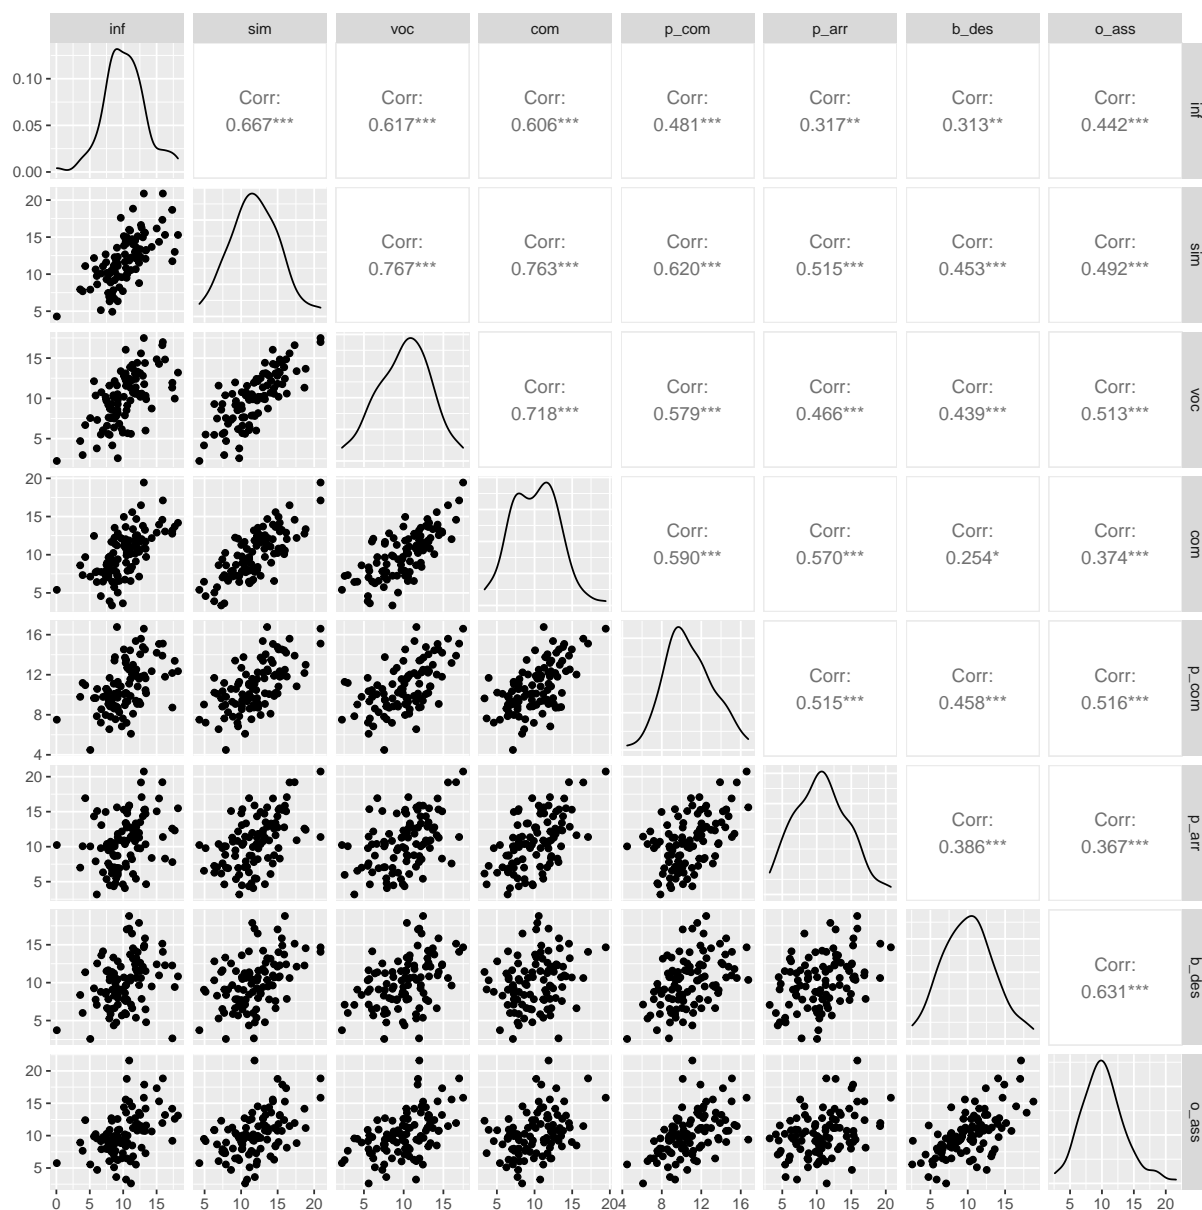 inf sim voc com p_com p_arr b_des o_ass
0.10
0.05
0.00
Corr:
0.667***
Corr:
0.617***
Corr:
0.606***
Corr:
0.481***
Corr:
0.317**
Corr:
0.313**
Corr:
0.442***
inf
20
15
10
5
Corr:
0.767***
Corr:
0.763***
Corr:
0.620***
Corr:
0.515***
Corr:
0.453***
Corr:
0.492***
sim
15
10
5
Corr:
0.718***
Corr:
0.579***
Corr:
0.466***
Corr:
0.439***
Corr:
0.513***
voc
20
15
10
5
Corr:
0.590***
Corr:
0.570***
Corr:
0.254*
Corr:
0.374***
com
16
12
8
4
Corr:
0.515***
Corr:
0.458***
Corr:
0.516***
p_com
20
15
10
5
Corr:
0.386***
Corr:
0.367***
p_arr
15
10
5
Corr:
0.631***
b_des
20
15
10
5
o_ass
0 5 10 15 5 10 15 20 5 10 15 5 10 15 20 4 8 12 16 5 10 15 20 5 10 15 5 10 15 20